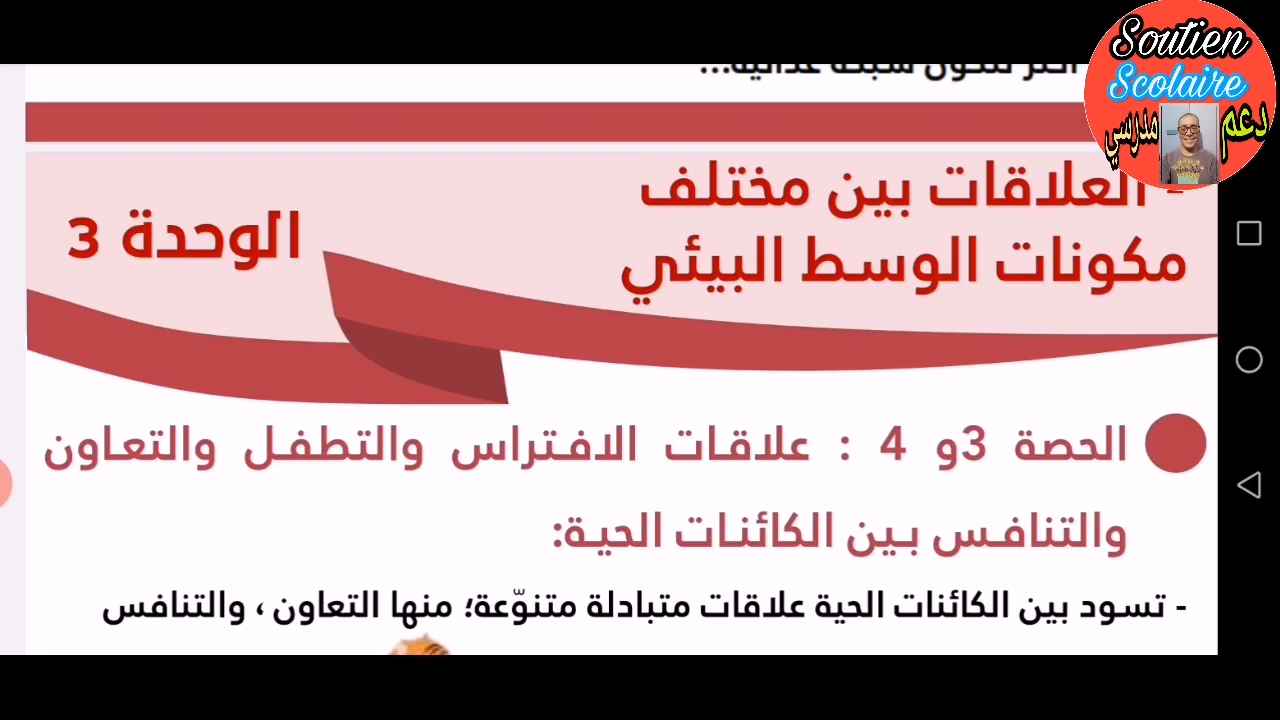 Soutien
Scolaire
دعم
مدرسي
- العلاقات بين مختلف
مكونات الوسط البيئي
الوحدة 3
الحصة 3و 4 : علاقات الافتراس والتطفل والتعاون
والتنافس بين الكائنات الحية:
- تسود بين الكائنات الحية علاقات متبادلة متنوّعة؛ منها التعاون ، والتنافس